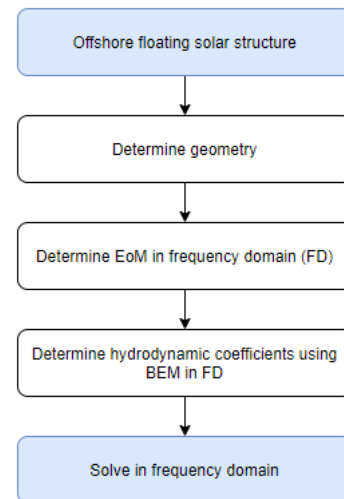 Offshore floating solar structure
Determine geometry
Determine EoM in frequency domain (FD)
Determine hydrodynamic coefficients using
BEM in FD
Solve in frequency domain